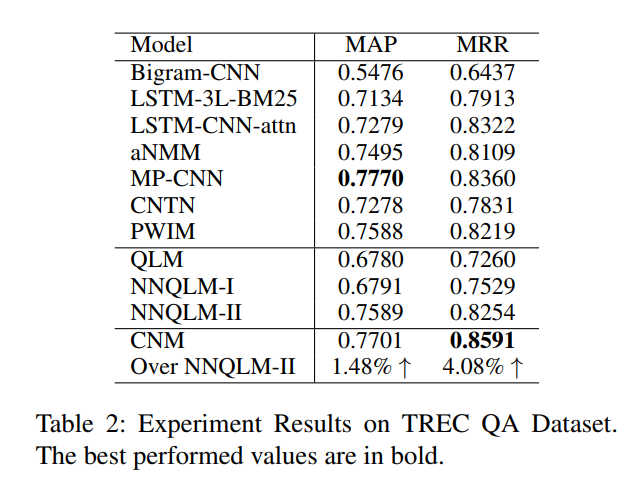 Model MAP MRR
Bigram-CNN 0.5476 0.6437
LSTM-3L-BM25 0.7134 0.7913
LSTM-CNN-attn 0.7279 0.8322
aNMM 0.7495 0.8109
MP-CNN 0.7770 0.8360
CNTN 0.7278 0.7831
PWIM 0.7588 0.8219
QLM 0.6780 0.7260
NNQLM-I 0.6791 0.7529
NNQLM-II 0.7589 0.8254
CNM 0.7701 0.8591
Over NNQLM-II 1.48% ↑ 4.08% ↑
Table 2: Experiment Results on TREC QA Dataset.
The best performed values are in bold.